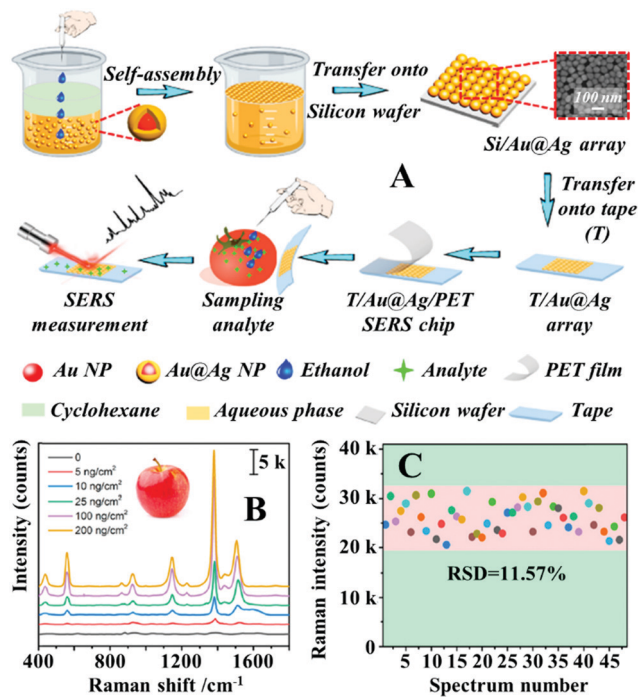 Self-assembly
Transfer onto
Silicon wafer
100 nm
Si/Au@Ag array
A
Transfer
onto tape
(T)
SERS
measurement
Sampling
analyte
T/Au@Ag/PET
SERS chip
T/Au@Ag
array
Au NP
Au@Ag NP
Ethanol
Analyte
PET film
Cyclohexane
Aqueous phase
Silicon wafer
Tape
B
Intensity (counts)
0
5 ng/cm²
10 ng/cm²
25 ng/cm²
100 ng/cm²
200 ng/cm²
5 k
400 800 1200 1600
Raman shift /cm⁻¹
C
Raman intensity (counts)
40 k
30 k
20 k
10 k
0
RSD=11.57%
5 10 15 20 25 30 35 40 45
Spectrum number